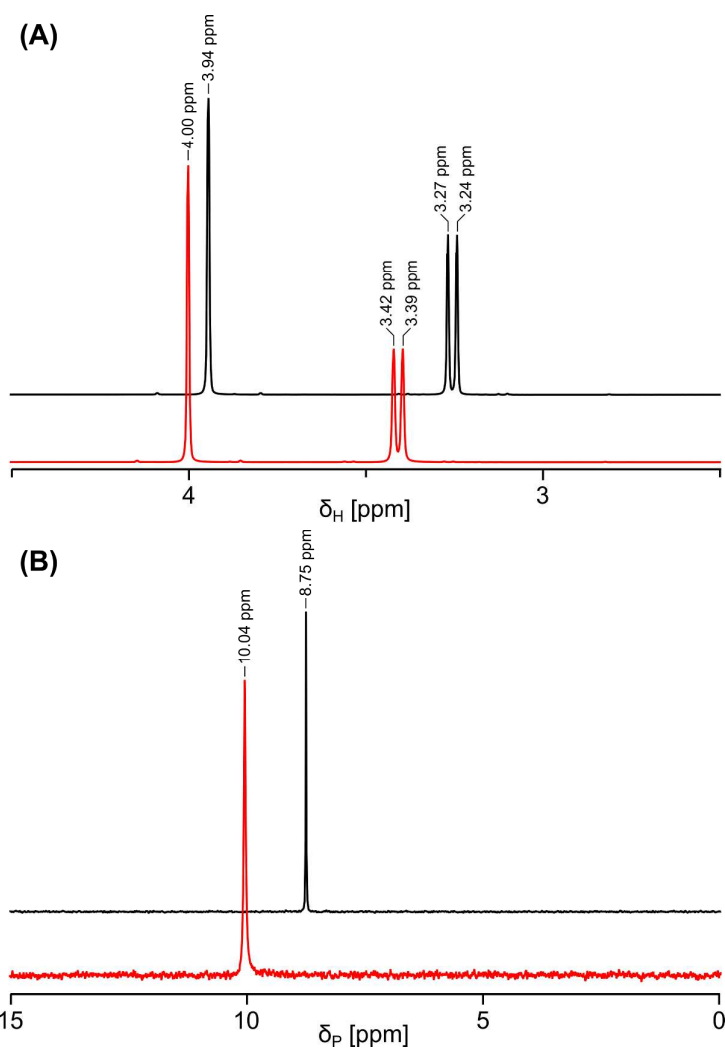 (A)
4.00 ppm
3.94 ppm
3.27 ppm
3.24 ppm
3.42 ppm
3.39 ppm
4
3
δH [ppm]
(B)
10.04 ppm
8.75 ppm
15
10
5
0
δP [ppm]